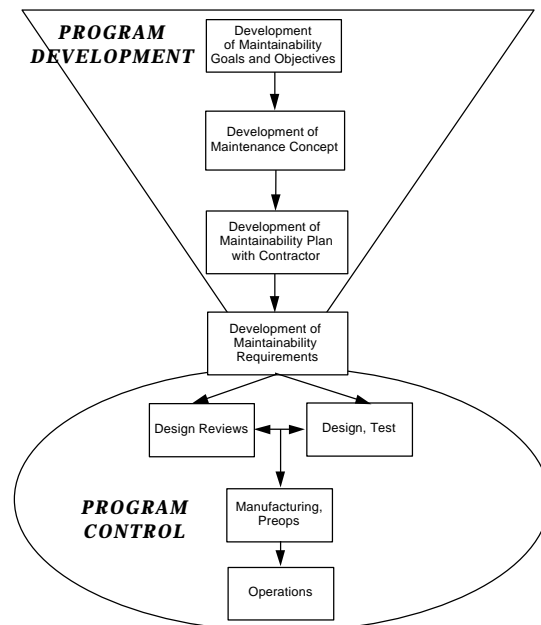 PROGRAM
DEVELOPMENT
Development
of Maintainability
Goals and Objectives
Development of
Maintenance Concept
Development of
Maintainability Plan
with Contractor
Development of
Maintainability
Requirements
Design Reviews
Design, Test
PROGRAM
CONTROL
Manufacturing,
Preops
Operations